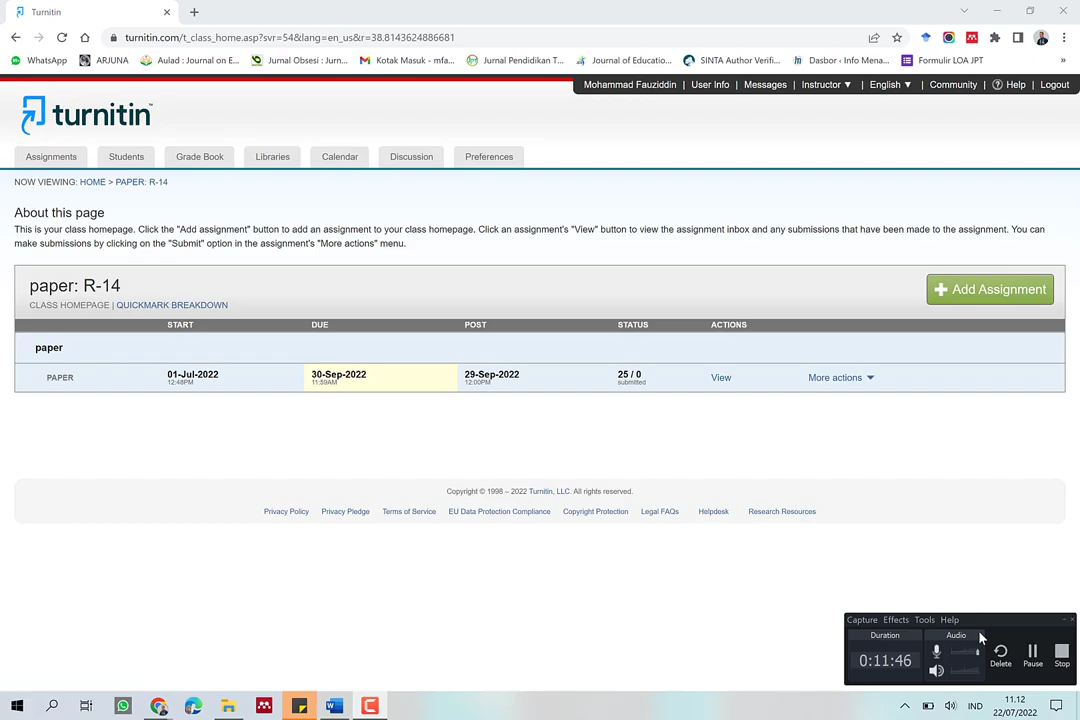 Turnitin
turnitin.com/t_class_home.asp?svr=54&lang=en_us&r=38.8143624886681
WhatsApp ARJUNA Aulad : Journal on E... Jurnal Obsesi : Jurn... Kotak Masuk - mfa... Jurnal Pendidikan T... Journal of Educatio... SINTA Author Verifi... Dasbor ‹ Info Mena... Formulir LOA JPT »
Mohammad Fauziddin | User Info | Messages | Instructor ▼ | English ▼ | Community | Help | Logout
turnitin™
Assignments Students Grade Book Libraries Calendar Discussion Preferences
NOW VIEWING: HOME > PAPER: R-14
About this page
This is your class homepage. Click the "Add assignment" button to add an assignment to your class homepage. Click an assignment's "View" button to view the assignment inbox and any submissions that have been made to the assignment. You can
make submissions by clicking on the "Submit" option in the assignment's "More actions" menu.
paper: R-14
Add Assignment
CLASS HOMEPAGE | QUICKMARK BREAKDOWN
START DUE POST STATUS ACTIONS
paper
PAPER 01-Jul-2022 30-Sep-2022 29-Sep-2022 25 / 0 View More actions
12:48PM 11:59AM 12:00PM submitted
Copyright © 1998 – 2022 Turnitin, LLC. All rights reserved.
Privacy Policy Privacy Pledge Terms of Service EU Data Protection Compliance Copyright Protection Legal FAQs Helpdesk Research Resources
Capture Effects Tools Help
Duration Audio
0:11:46
Delete Pause Stop
IND
11.12
22/07/2022